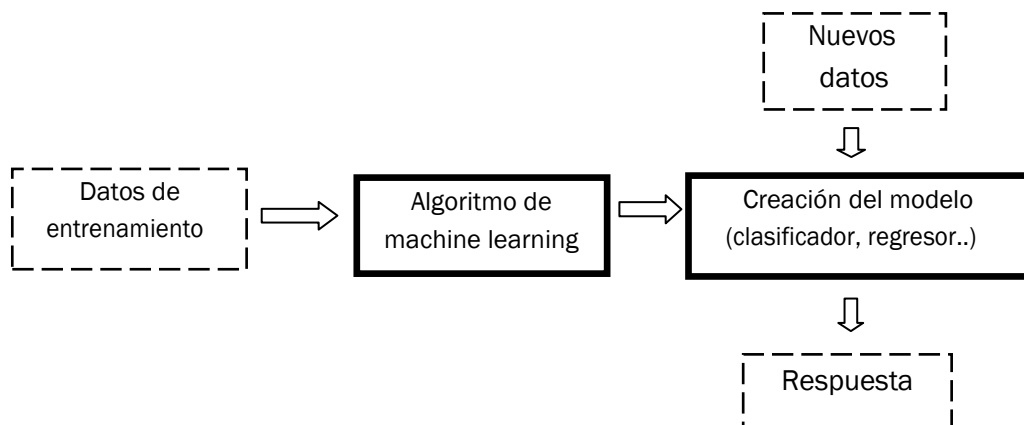 Nuevos
datos
Datos de
entrenamiento
Algoritmo de
machine learning
Creación del modelo
(clasificador, regresor..)
Respuesta